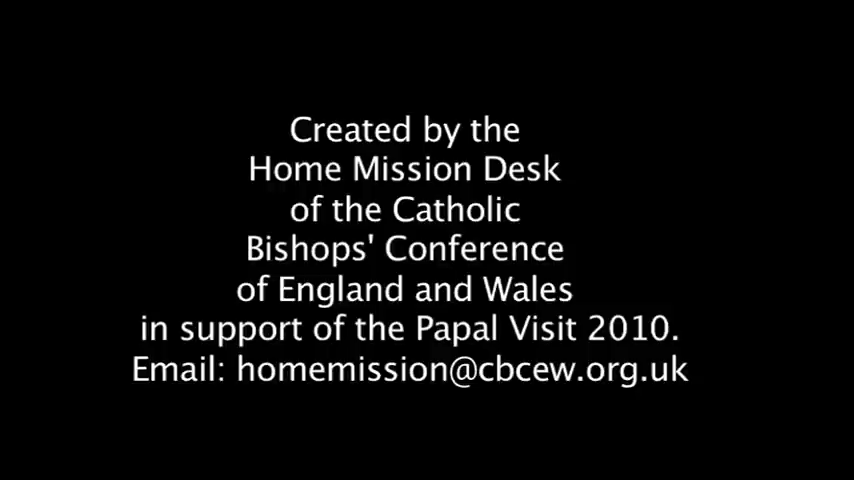 Created by the
Home Mission Desk
of the Catholic
Bishops' Conference
of England and Wales
in support of the Papal Visit 2010.
Email: homemission@cbcew.org.uk